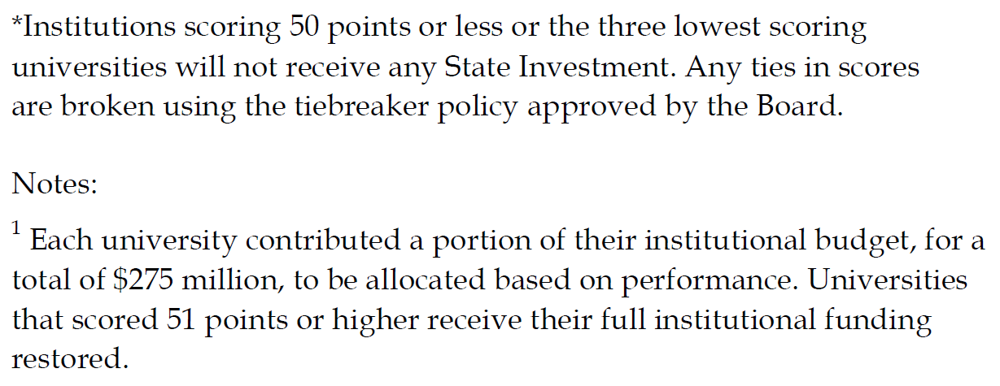 *Institutions scoring 50 points or less or the three lowest scoring
universities will not receive any State Investment. Any ties in scores
are broken using the tiebreaker policy approved by the Board.
Notes:
1 Each university contributed a portion of their institutional budget, for a
total of $275 million, to be allocated based on performance. Universities
that scored 51 points or higher receive their full institutional funding
restored.